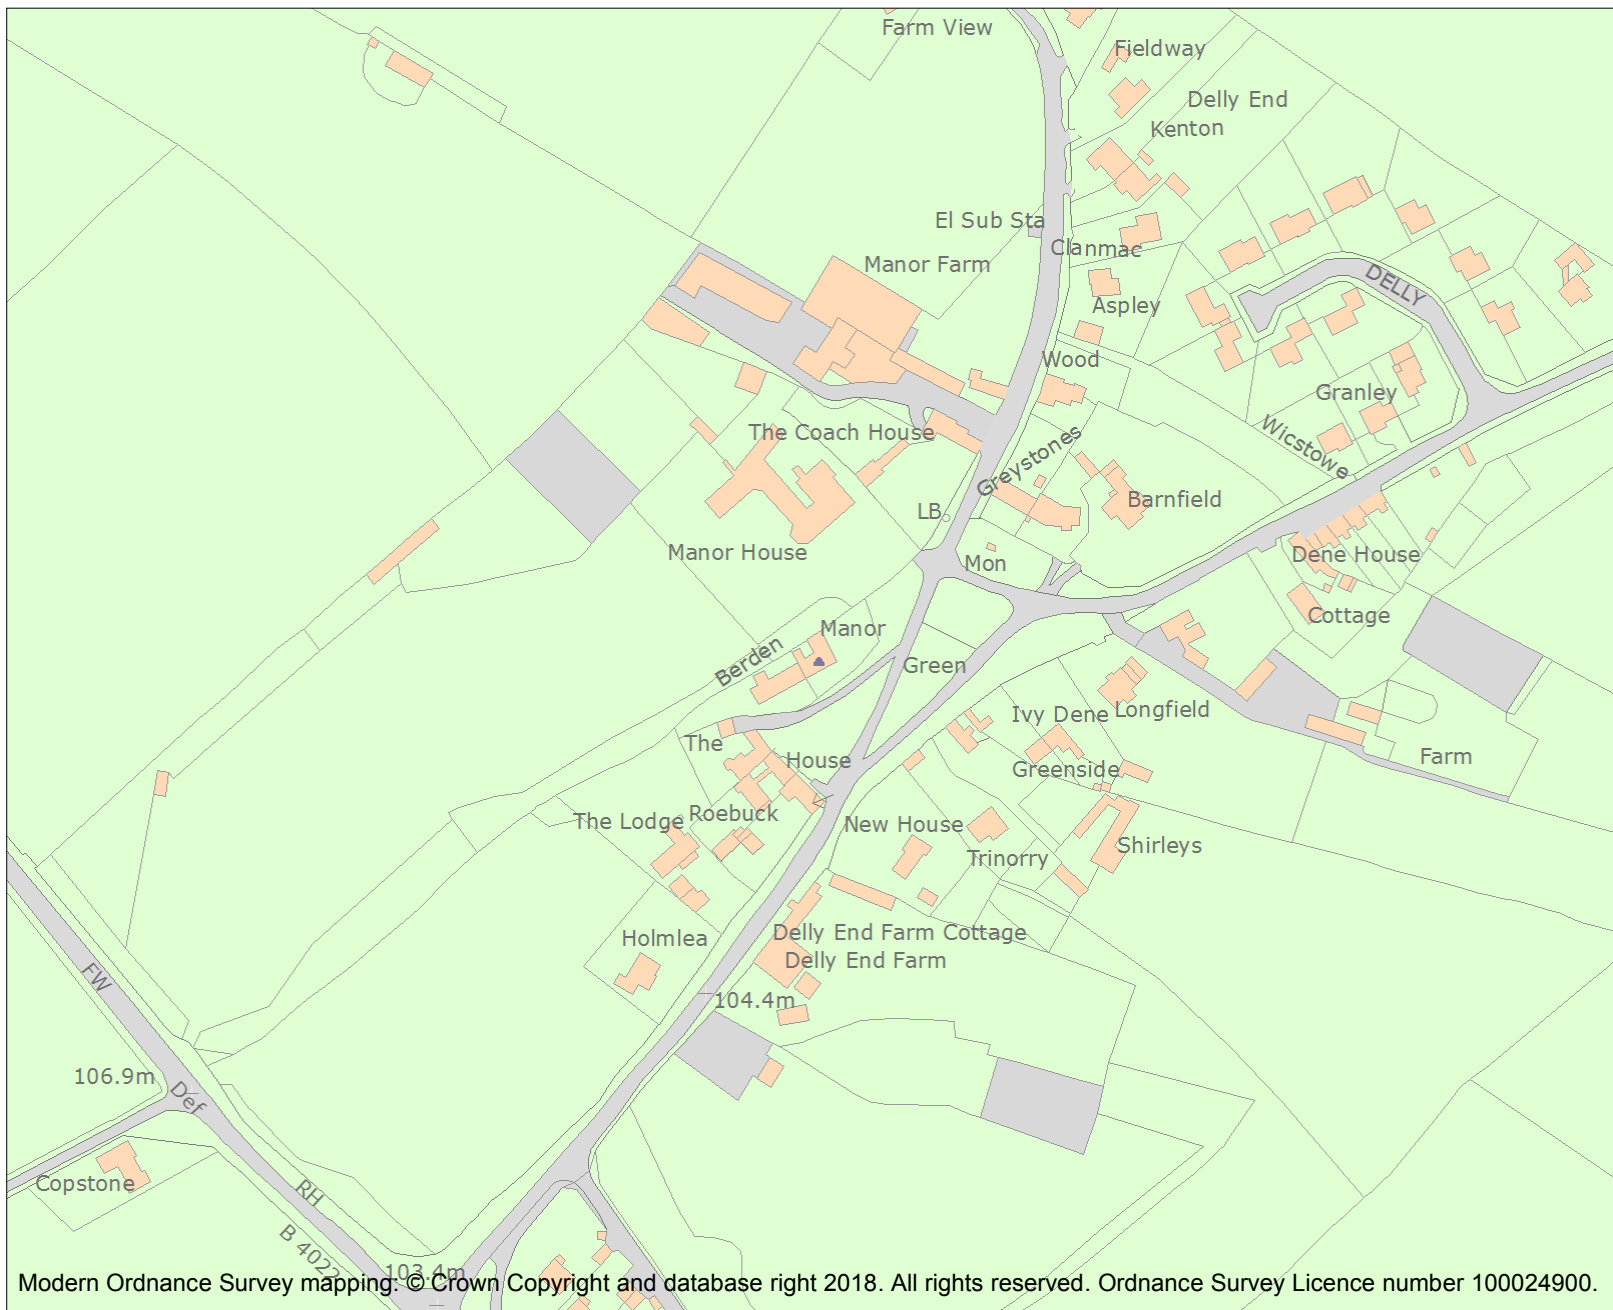 Farm View
Fieldway
Delly End
Kenton
El Sub Sta
Clanmac
Manor Farm
DELLY
Aspley
Wood
Granley
The Coach House
Greystones
Wicstowe
LB
Barnfield
Manor House
Mon
Dene House
Cottage
Manor
Berden
Green
Ivy Dene
Longfield
The
House
Greenside
Farm
The Lodge
Roebuck
New House
Trinorry
Shirleys
Holmlea
Delly End Farm Cottage
Delly End Farm
FW
104.4m
106.9m
Def
Copstone
RH
B 4022
103.4m
Modern Ordnance Survey mapping: © Crown Copyright and database right 2018. All rights reserved. Ordnance Survey Licence number 100024900.